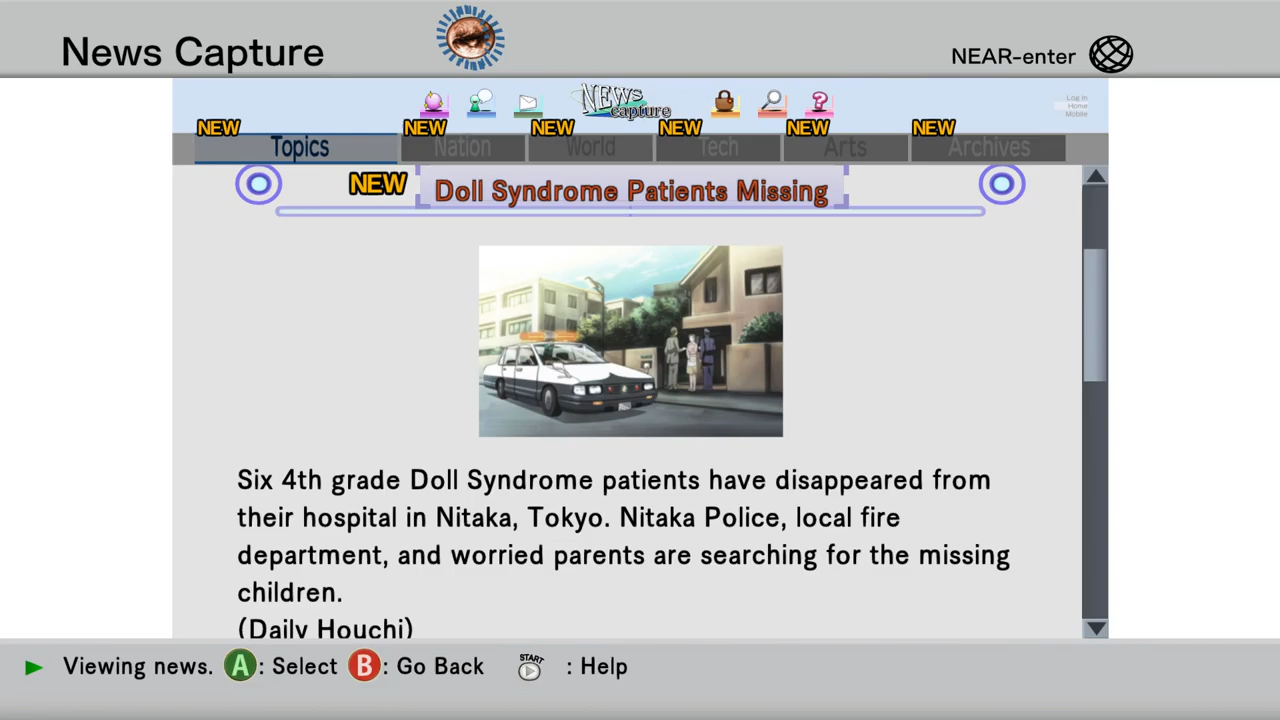 News Capture
NEAR-enter
NEWS
capture
Log in
Home
Mobile
NEW
NEW
NEW
NEW
NEW
NEW
Topics
Nation
World
Tech
Arts
Archives
NEW
Doll Syndrome Patients Missing
Six 4th grade Doll Syndrome patients have disappeared from
their hospital in Nitaka, Tokyo. Nitaka Police, local fire
department, and worried parents are searching for the missing
children.
(Daily Houchi)
Viewing news. A : Select B : Go Back START : Help